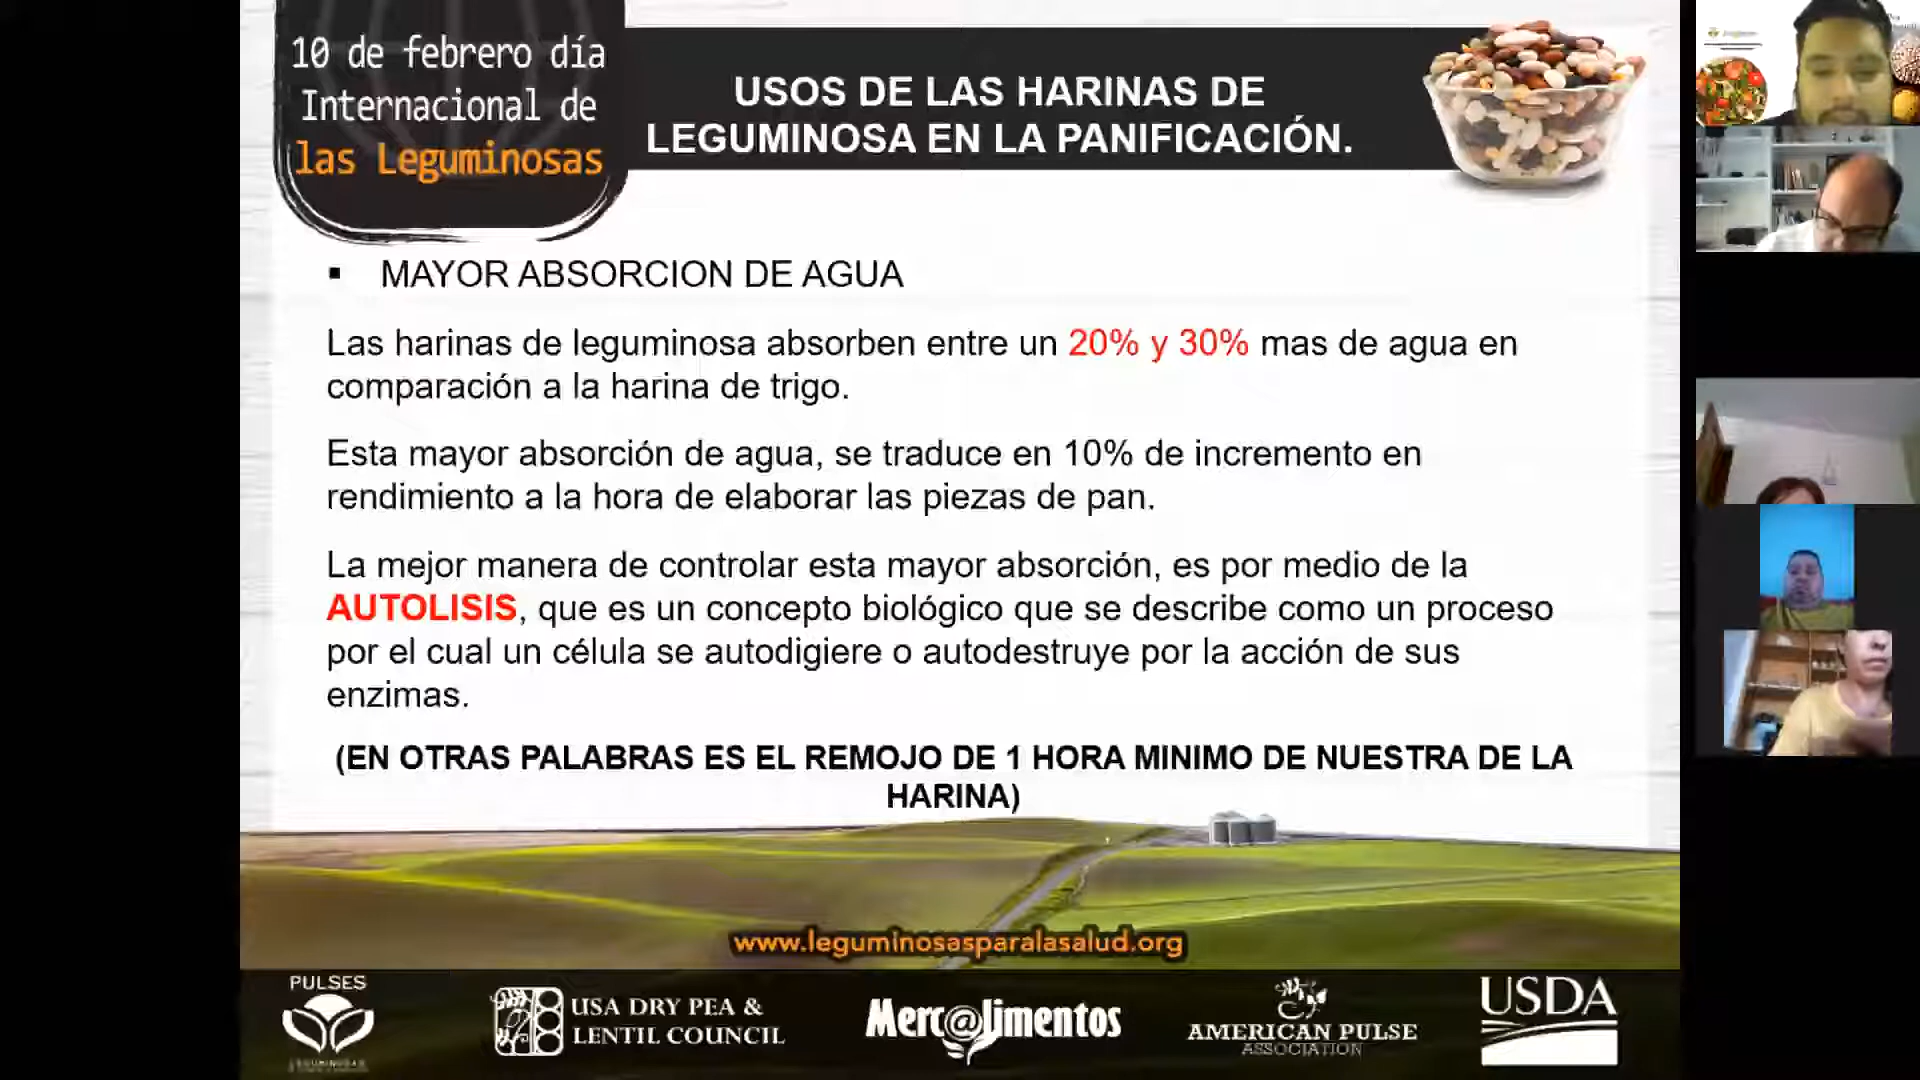 10 de febrero día
Internacional de
las Leguminosas
USOS DE LAS HARINAS DE
LEGUMINOSA EN LA PANIFICACIÓN.
▪ MAYOR ABSORCION DE AGUA
Las harinas de leguminosa absorben entre un 20% y 30% mas de agua en
comparación a la harina de trigo.
Esta mayor absorción de agua, se traduce en 10% de incremento en
rendimiento a la hora de elaborar las piezas de pan.
La mejor manera de controlar esta mayor absorción, es por medio de la
AUTOLISIS, que es un concepto biológico que se describe como un proceso
por el cual un célula se autodigiere o autodestruye por la acción de sus
enzimas.
(EN OTRAS PALABRAS ES EL REMOJO DE 1 HORA MINIMO DE NUESTRA DE LA
HARINA)
www.leguminosasparalasalud.org
PULSES
LEGUMINOSAS
USA DRY PEA &
LENTIL COUNCIL
Merc@limentos
AMERICAN PULSE
ASSOCIATION
USDA